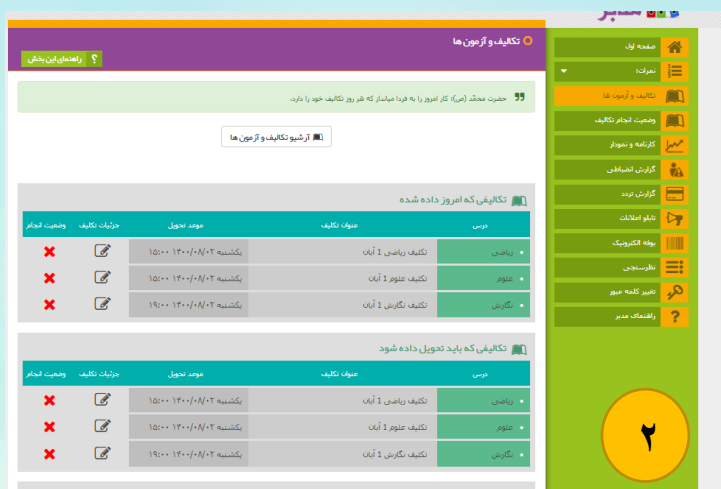 مدبر
صفحه اول
نمرات
تکالیف و آزمون ها
وضعیت انجام تکالیف
کارنامه و نمودار
گزارش انضباطی
گزارش تردد
تابلو اعلانات
بوفه الکترونیک
نظرسنجی
تغییر کلمه عبور
راهنمای مدبر
۲
تکالیف و آزمون ها
راهنمای این بخش
حضرت محمّد (ص): کار امروز را به فردا مینداز که هر روز تکالیف خود را دارد.
آرشیو تکالیف و آزمون ها
تکالیفی که امروز داده شده
درس عنوان تکلیف موعد تحویل جزئیات تکلیف وضعیت انجام
ریاضی تکلیف ریاضی 1 آبان یکشنبه ۱۴۰۰/۰۸/۰۲ ۱۵:۰۰
علوم تکلیف علوم 1 آبان یکشنبه ۱۴۰۰/۰۸/۰۲ ۱۵:۰۰
نگارش تکلیف نگارش 1 آبان یکشنبه ۱۴۰۰/۰۸/۰۲ ۱۹:۰۰
تکالیفی که باید تحویل داده شود
درس عنوان تکلیف موعد تحویل جزئیات تکلیف وضعیت انجام
ریاضی تکلیف ریاضی 1 آبان یکشنبه ۱۴۰۰/۰۸/۰۲ ۱۵:۰۰
علوم تکلیف علوم 1 آبان یکشنبه ۱۴۰۰/۰۸/۰۲ ۱۵:۰۰
نگارش تکلیف نگارش 1 آبان یکشنبه ۱۴۰۰/۰۸/۰۲ ۱۹:۰۰